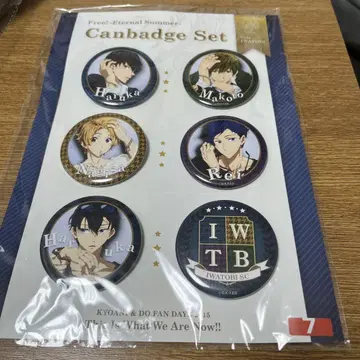 Free! -Eternal Summer-
Canbadge Set
Haruka
Makoto
Nagisa
Rei
Haruka
I W
T B
IWATOBI SC
KYOANI & DO FAN DAYS 2015
This Is What We Are Now!!
7